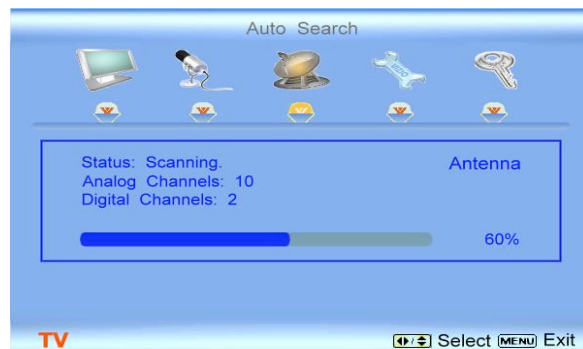 Auto Search
Status: Scanning.
Antenna
Analog Channels: 10
Digital Channels: 2
60%
TV
Select MENU Exit